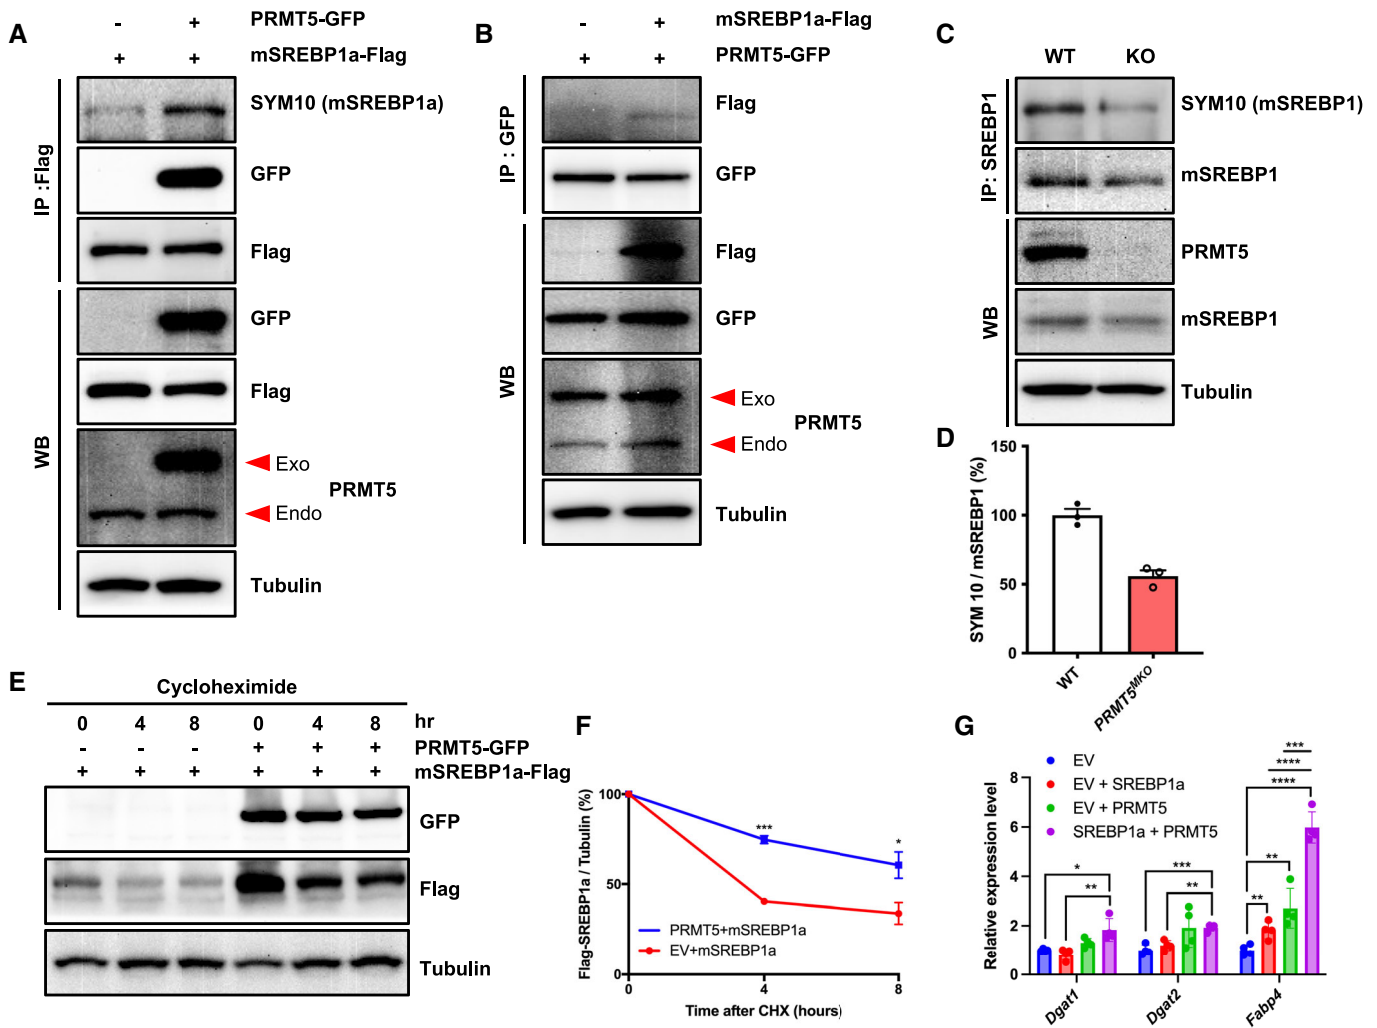 A
- + PRMT5-GFP
+ + mSREBP1a-Flag
IP :Flag
SYM10 (mSREBP1a)
GFP
Flag
WB
GFP
Flag
Exo
PRMT5
Endo
Tubulin
B
- + mSREBP1a-Flag
+ + PRMT5-GFP
IP : GFP
Flag
GFP
WB
Flag
GFP
Exo
PRMT5
Endo
Tubulin
C
WT KO
IP: SREBP1
SYM10 (mSREBP1)
mSREBP1
WB
PRMT5
mSREBP1
Tubulin
D
SYM 10 / mSREBP1 (%)
150
100
50
0
WT PRMT5MKO
E
Cycloheximide
0 4 8 0 4 8 hr
- - - + + + PRMT5-GFP
+ + + + + + mSREBP1a-Flag
GFP
Flag
Tubulin
F
Flag-SREBP1a / Tubulin (%)
100
50
0
***
*
PRMT5+mSREBP1a
EV+mSREBP1a
0 4 8
Time after CHX (hours)
G
EV
EV + SREBP1a
EV + PRMT5
SREBP1a + PRMT5
Relative expression level
8
6
4
2
0
*
**
***
**
***
****
****
**
**
Dgat1 Dgat2 Fabp4